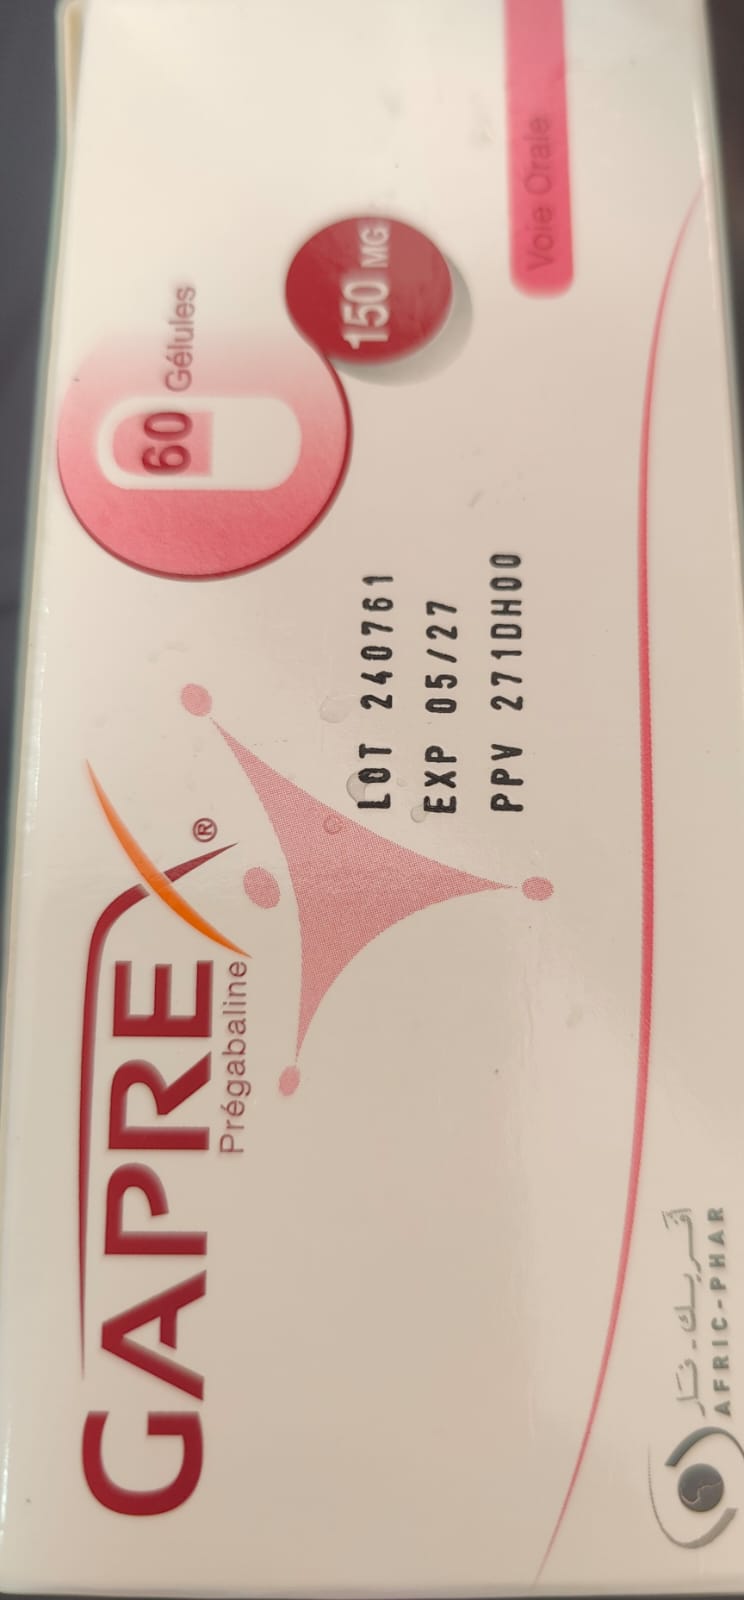 GAPREX®
Prégabaline
60 Gélules
150 MG
LOT 240761
EXP 05/27
PPV 271DH00
Voie Orale
أفريك-فار
AFRIC-PHAR